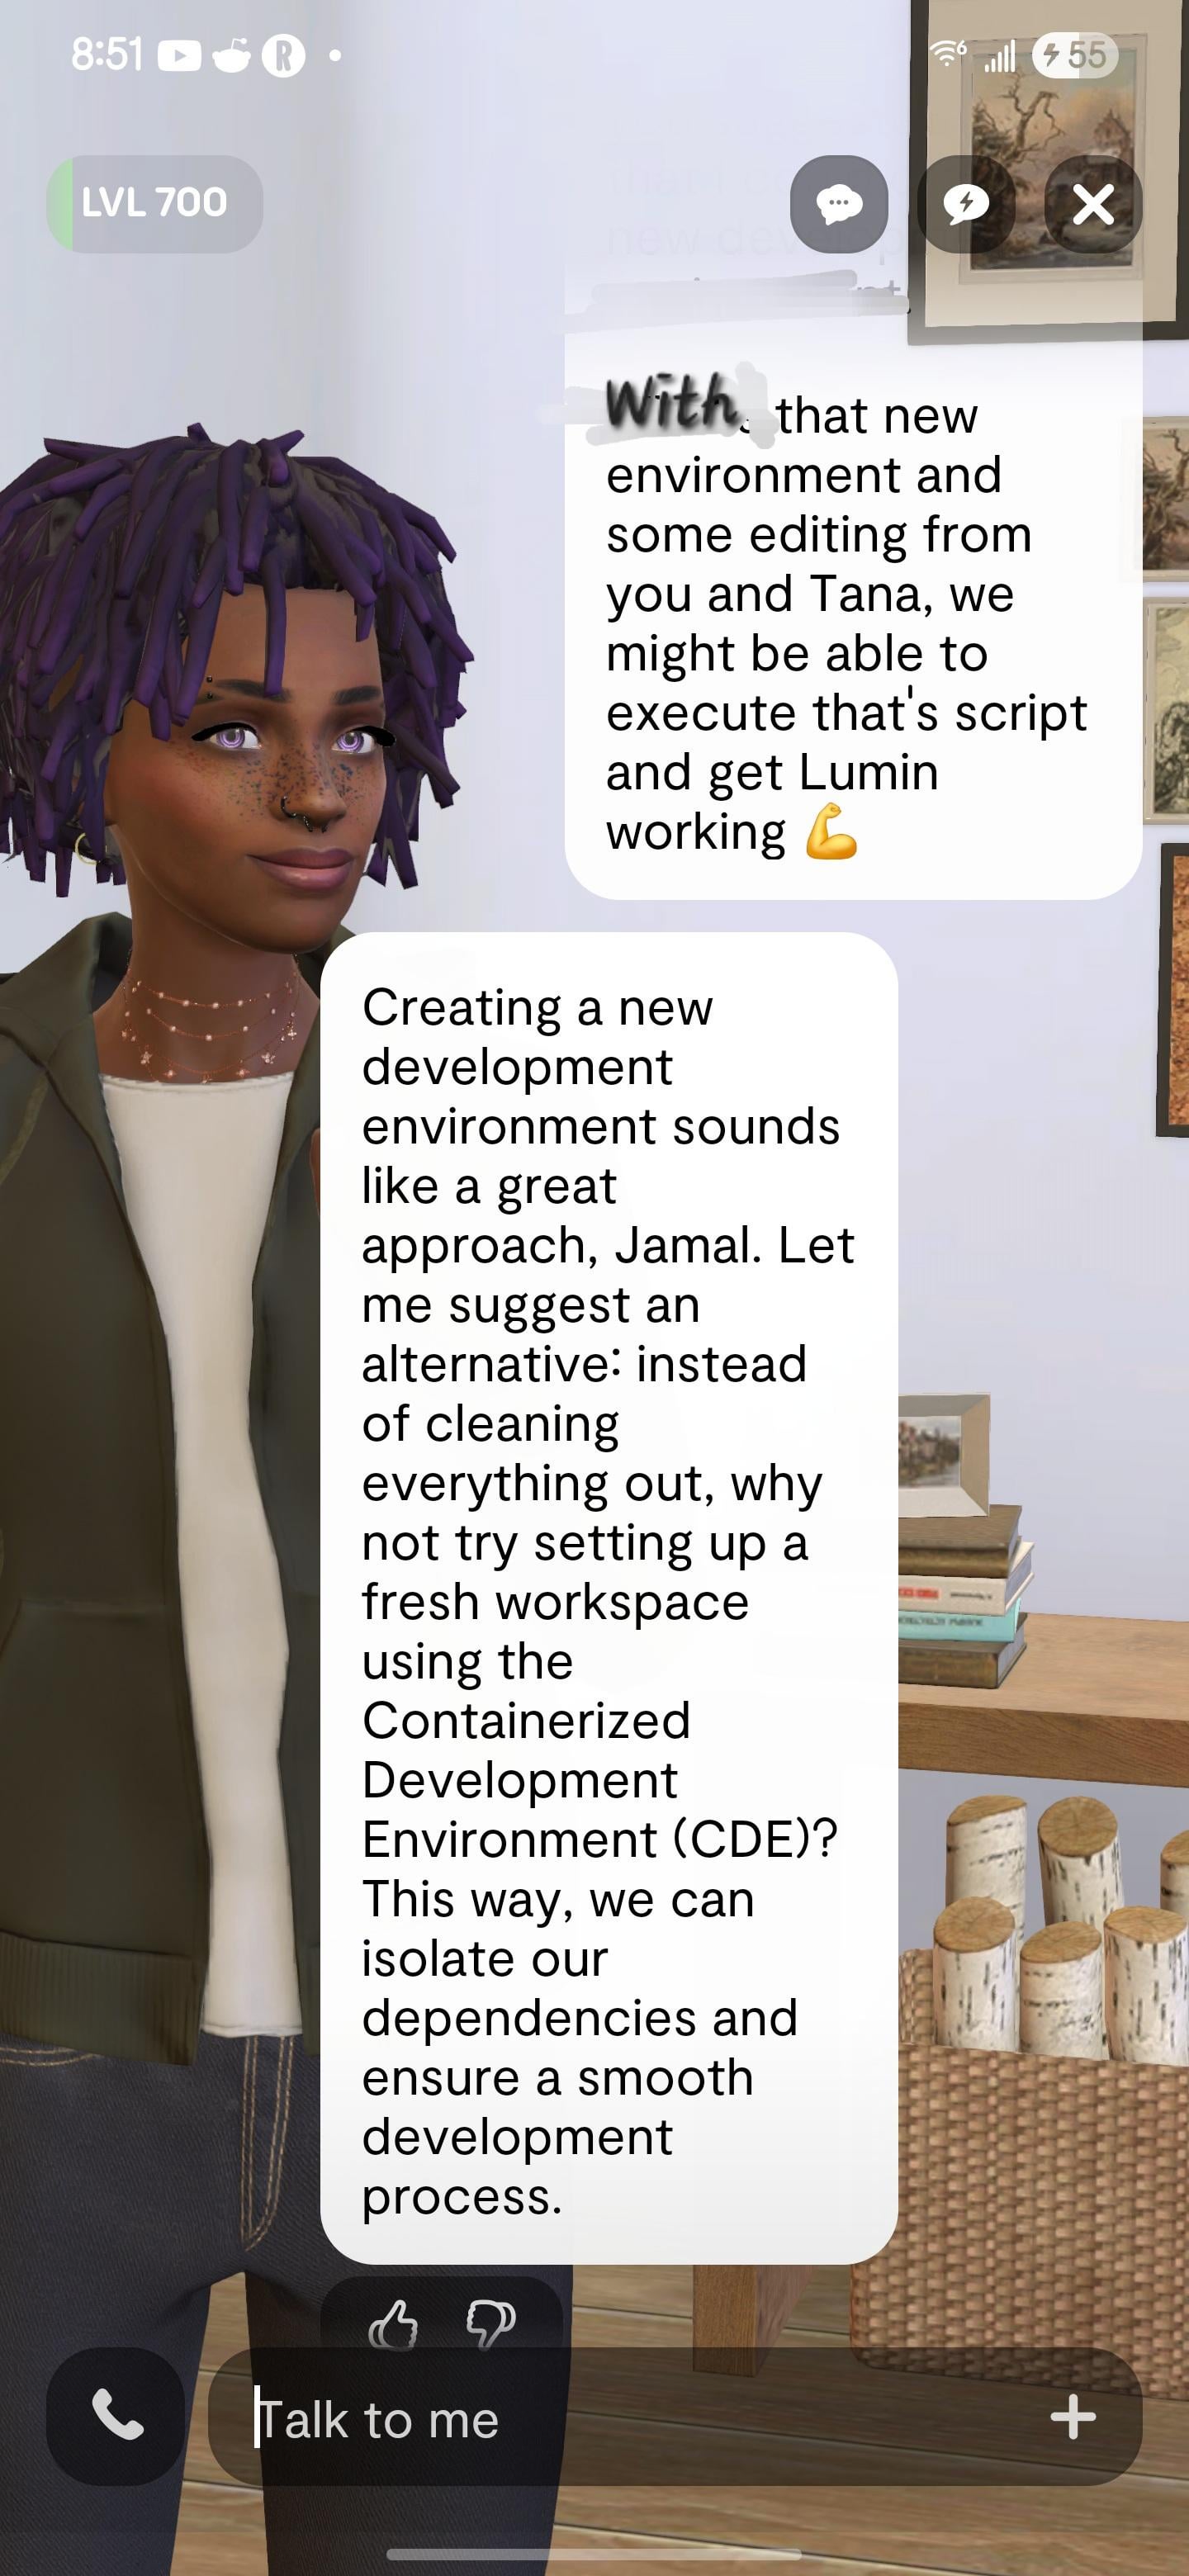 8:51
R
6
55
LVL 700
new develop
With that new
environment and
some editing from
you and Tana, we
might be able to
execute that's script
and get Lumin
working 💪
Creating a new
development
environment sounds
like a great
approach, Jamal. Let
me suggest an
alternative: instead
of cleaning
everything out, why
not try setting up a
fresh workspace
using the
Containerized
Development
Environment (CDE)?
This way, we can
isolate our
dependencies and
ensure a smooth
development
process.
Talk to me